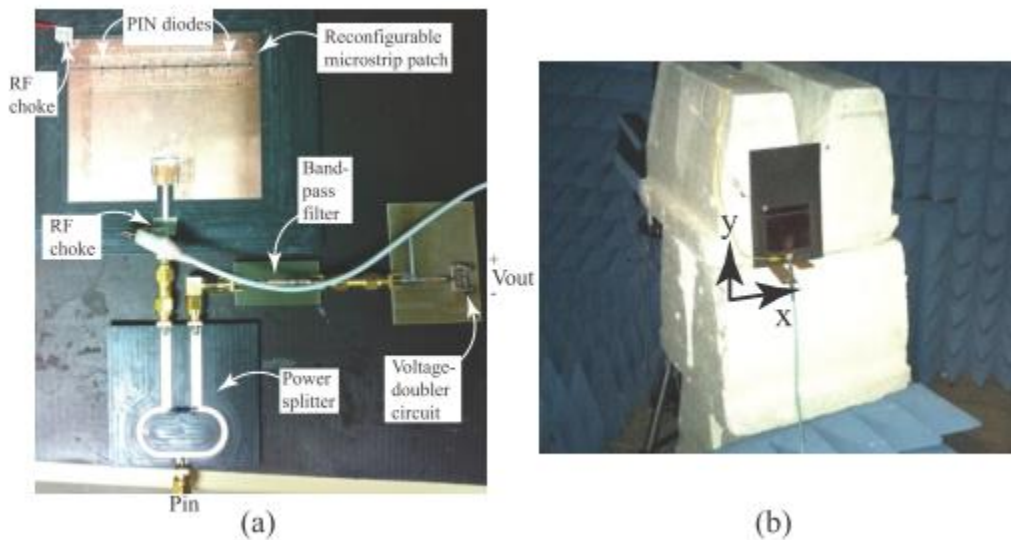 PIN diodes
Reconfigurable
microstrip patch
RF
choke
Band-
pass
filter
RF
choke
+
Vout
-
Power
splitter
Voltage-
doubler
circuit
Pin
(a)
y
x
(b)